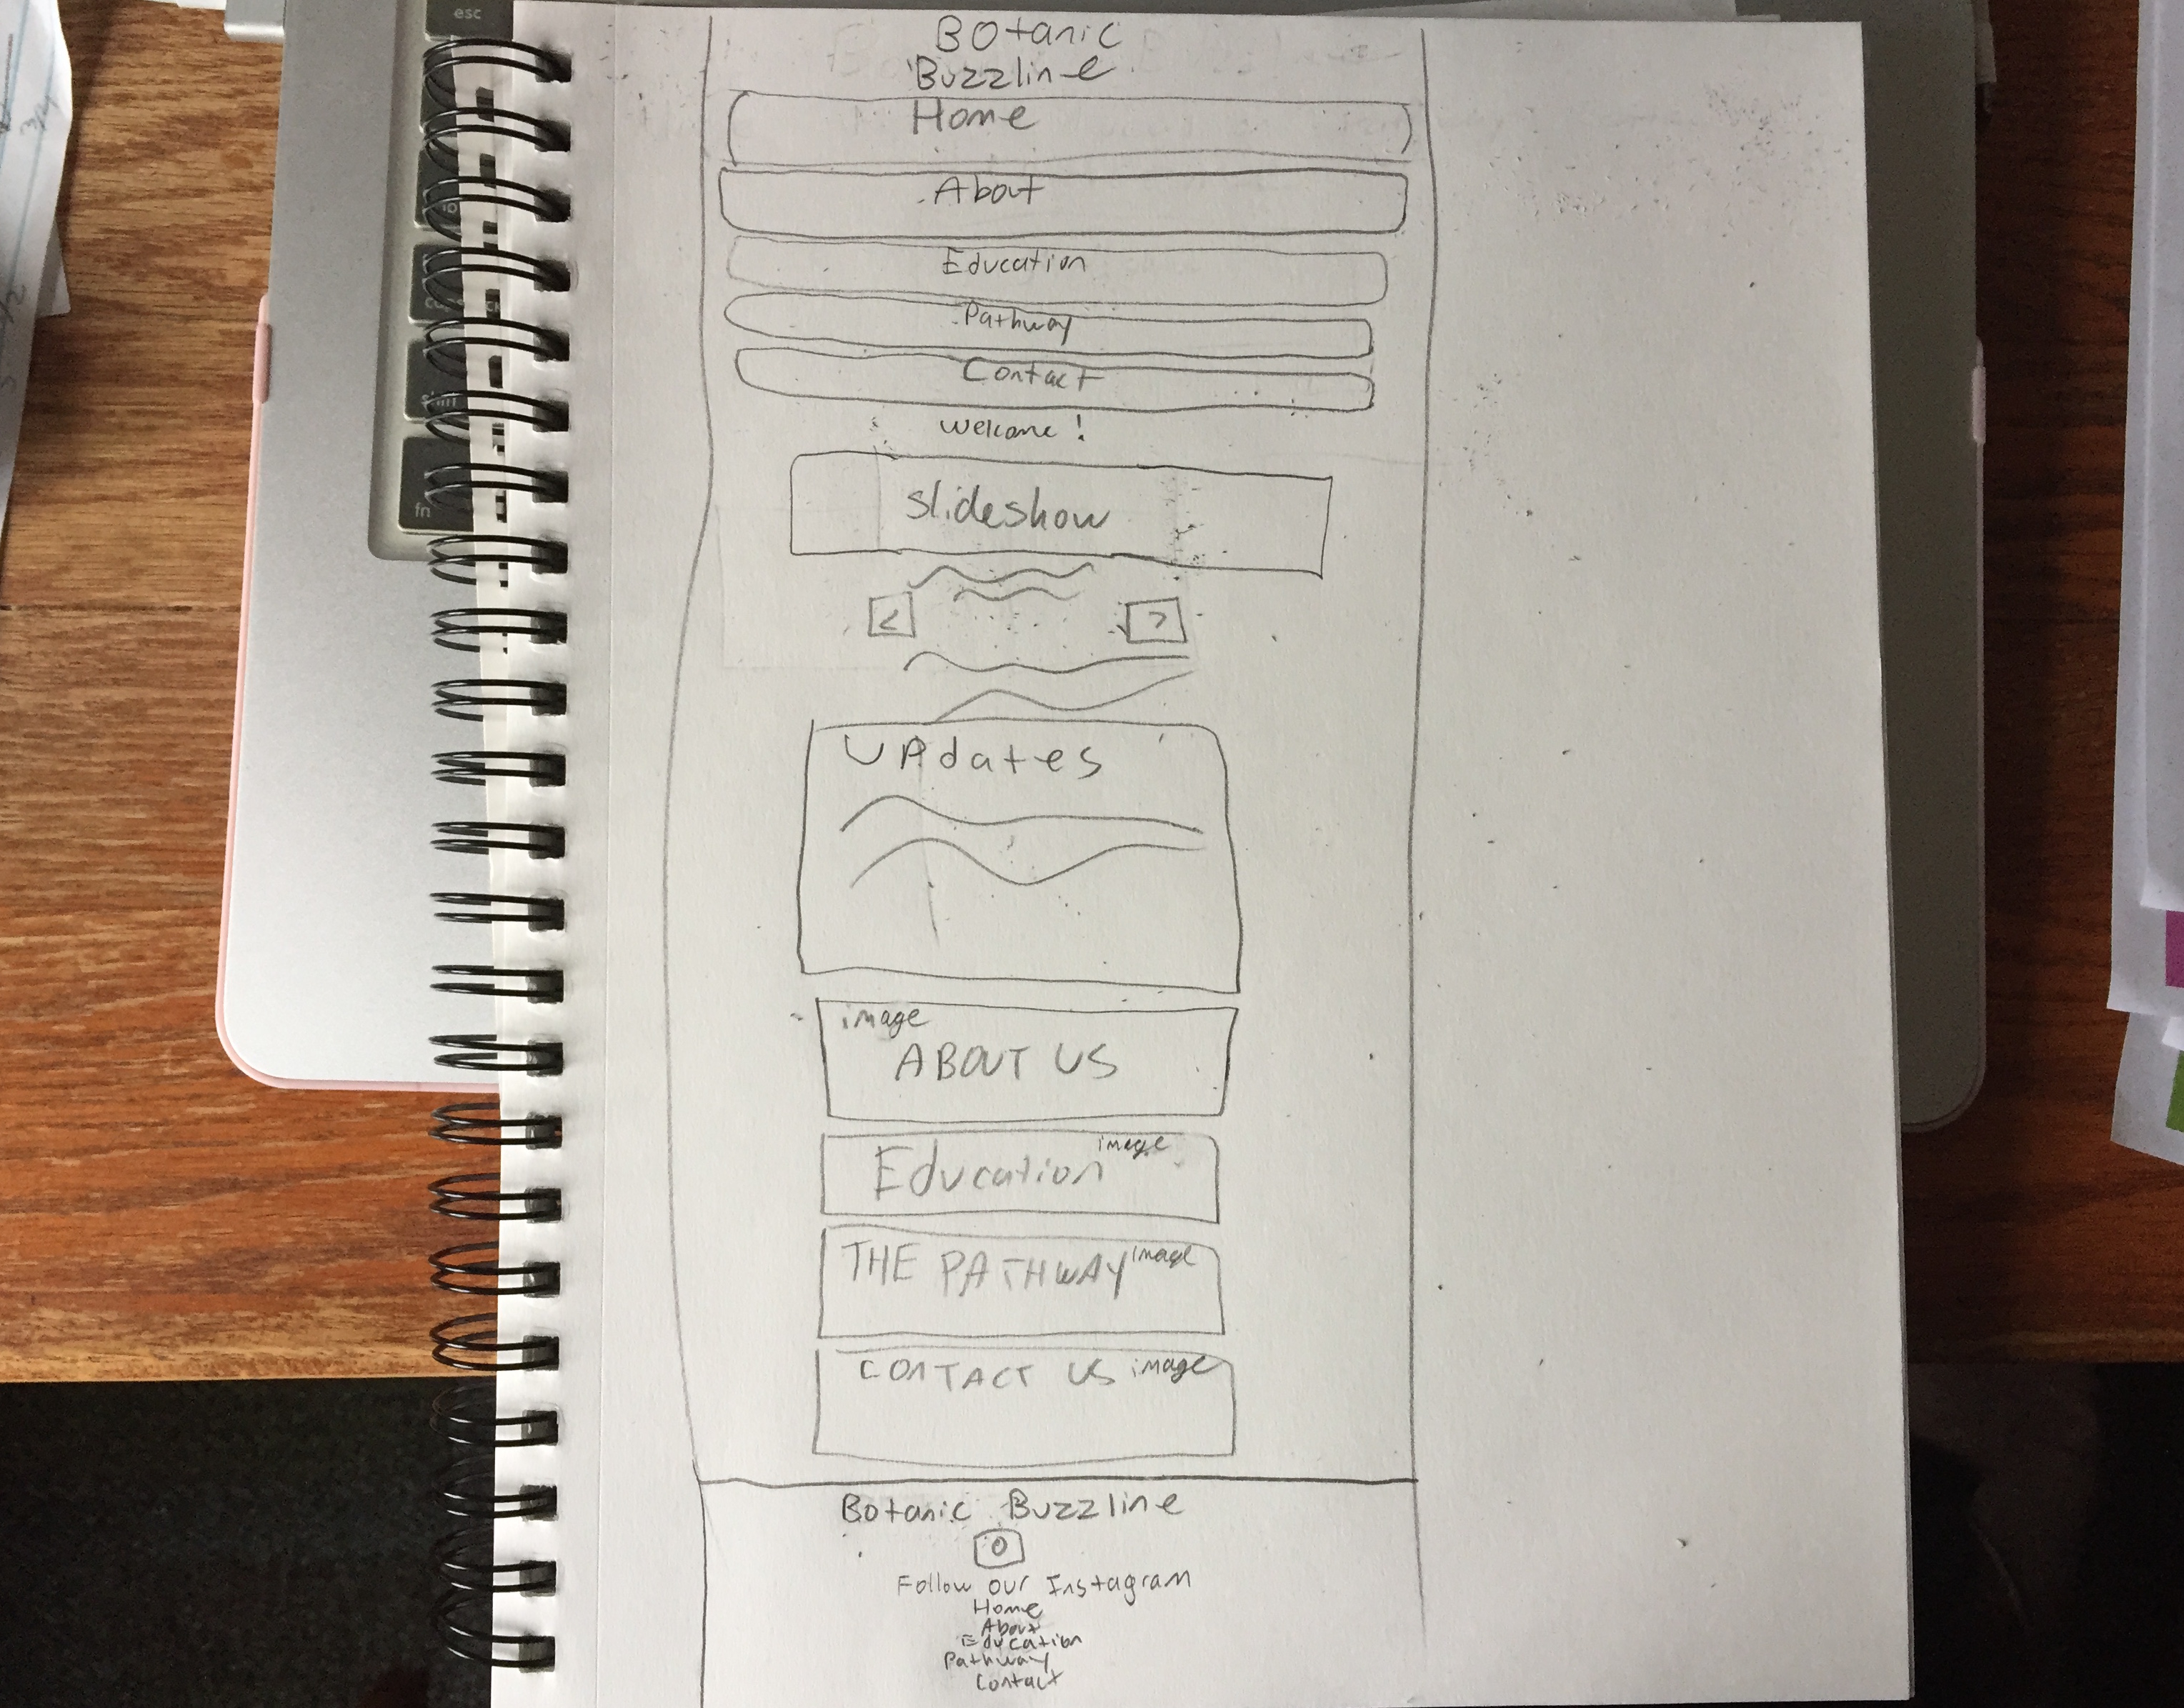 esc
fn
BOtanic
Buzzline
Home
About
Education
Pathway
Contact
Welcome!
slideshow
<
>
UPdates
image
ABOUT US
image
Education
THE PATHWAY image
CONTACT US image
Botanic Buzzline
Follow our Instagram
Home
About
Education
Pathway
Contact